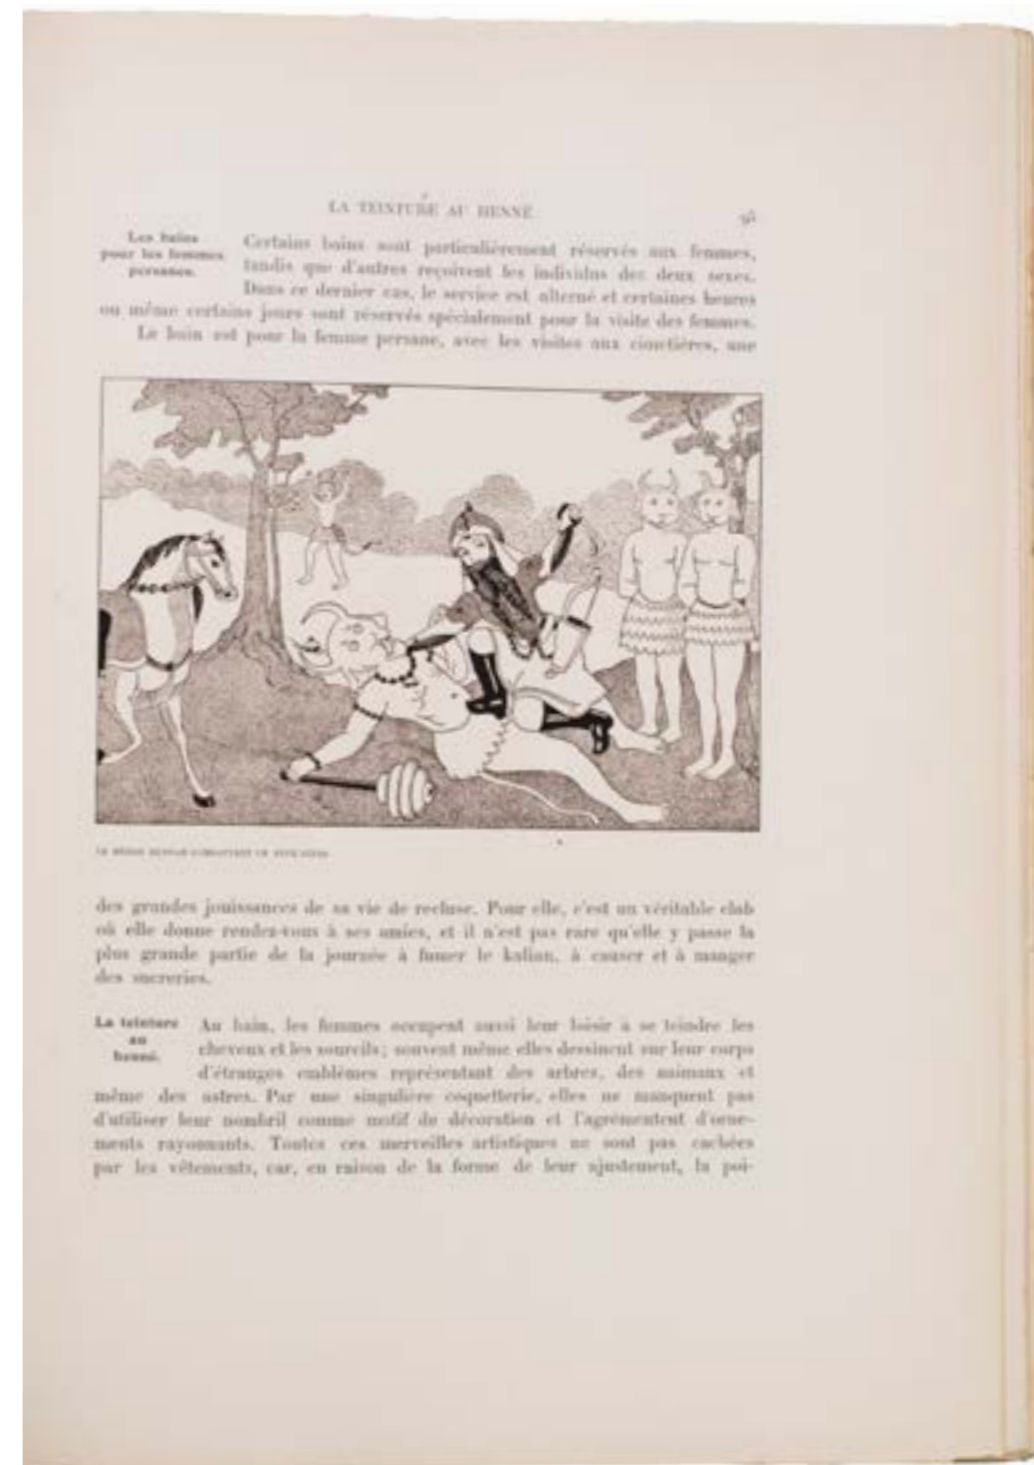 LA TEINTURE AU HENNÉ
Les bains
pour les femmes
persanes.
Certains bains sont particulièrement réservés aux femmes,
tandis que d'autres reçoivent les individus des deux sexes.
Dans ce dernier cas, le service est alterné et certaines heures
ou même certains jours sont réservés spécialement pour la visite des femmes.
Le bain est pour la femme persane, avec les visites aux cimetières, une
LE HÉROS COMBATTANT UN
des grandes jouissances de sa vie de recluse. Pour elle, c'est un véritable club
où elle donne rendez-vous à ses amies, et il n'est pas rare qu'elle y passe la
plus grande partie de la journée à fumer le kalian, à causer et à manger
des sucreries.
La teinture
au
henné.
Au bain, les femmes occupent aussi leur loisir à se teindre les
cheveux et les sourcils; souvent même elles dessinent sur leur corps
d'étranges emblèmes représentant des arbres, des animaux et
même des astres. Par une singulière coquetterie, elles ne manquent pas
d'utiliser leur nombril comme motif de décoration et l'agrémentent d'orne-
ments rayonnants. Toutes ces merveilles artistiques ne sont pas cachées
par les vêtements, car, en raison de la forme de leur ajustement, la poi-